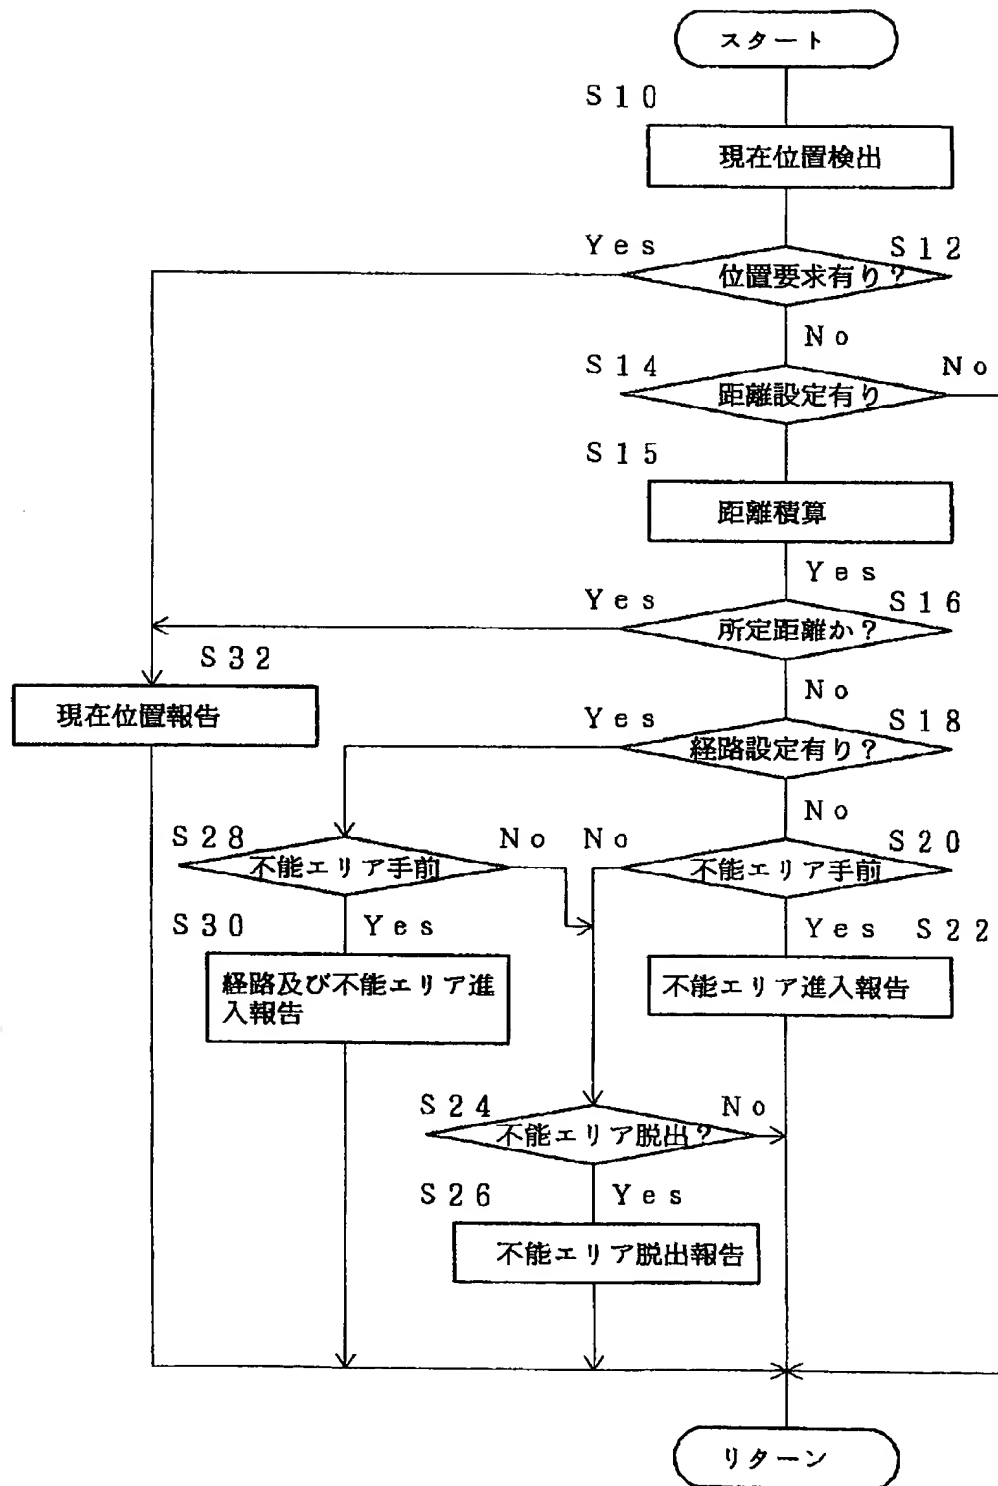 スタート
S10
現在位置検出
Yes
S12
位置要求有り？
No
S14
No
距離設定有り
S15
距離積算
Yes
Yes
S16
所定距離か？
S32
No
現在位置報告
Yes
S18
経路設定有り？
No
S28
No
No
S20
不能エリア手前
不能エリア手前
S30
Yes
Yes
S22
経路及び不能エリア進
入報告
不能エリア進入報告
S24
No
不能エリア脱出？
S26
Yes
不能エリア脱出報告
リターン